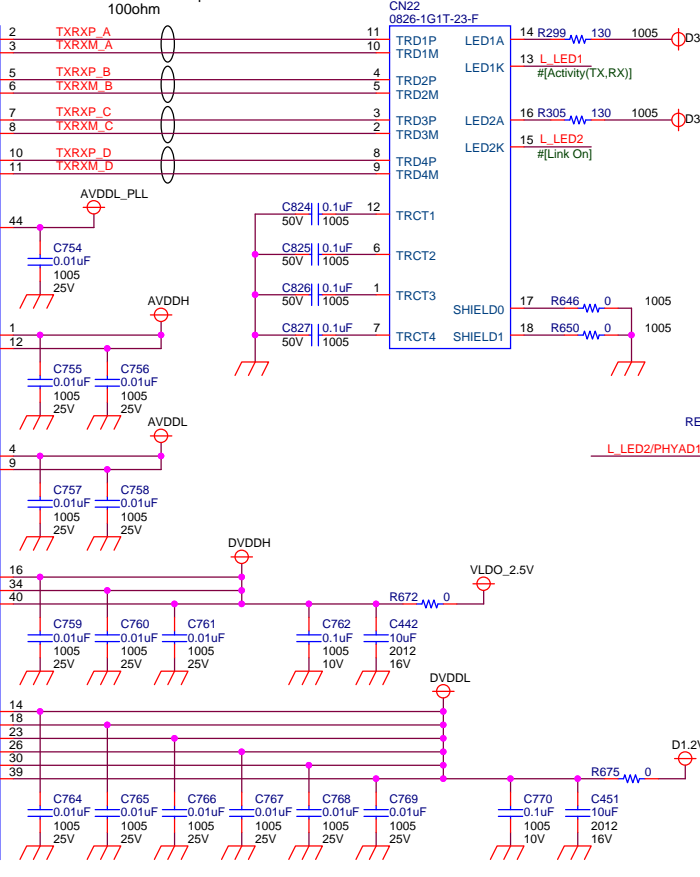 100ohm
CN22
0826-1G1T-23-F
2 TXRXP_A 11 TRD1P LED1A 14 R299 130 1005 D3
3 TXRXM_A 10 TRD1M
LED1K 13 L_LED1
#[Activity(TX,RX)]
5 TXRXP_B 4 TRD2P
6 TXRXM_B 5 TRD2M
7 TXRXP_C 3 TRD3P LED2A 16 R305 130 1005 D3
8 TXRXM_C 2 TRD3M
LED2K 15 L_LED2
#[Link On]
10 TXRXP_D 8 TRD4P
11 TXRXM_D 9 TRD4M
AVDDL_PLL
44
C824 0.1uF 12 TRCT1
50V 1005
C754
0.01uF
1005
25V
C825 0.1uF 6 TRCT2
50V 1005
C826 0.1uF 1 TRCT3
50V 1005
SHIELD0 17 R646 0 1005
C827 0.1uF 7 TRCT4 SHIELD1 18 R650 0 1005
50V 1005
AVDDH
1
12
C755 C756
0.01uF 0.01uF
1005 1005
25V 25V
RE
L_LED2/PHYAD1
AVDDL
4
9
C757 C758
0.01uF 0.01uF
1005 1005
25V 25V
DVDDH
VLDO_2.5V
16
34
40 R672 0
C759 C760 C761 C762 C442
0.01uF 0.01uF 0.01uF 0.1uF 10uF
1005 1005 1005 1005 2012
25V 25V 25V 10V 16V
DVDDL
14
18
23
26
30
39 R675 0
D1.2V
C764 C765 C766 C767 C768 C769 C770 C451
0.01uF 0.01uF 0.01uF 0.01uF 0.01uF 0.01uF 0.1uF 10uF
1005 1005 1005 1005 1005 1005 1005 2012
25V 25V 25V 25V 25V 25V 10V 16V